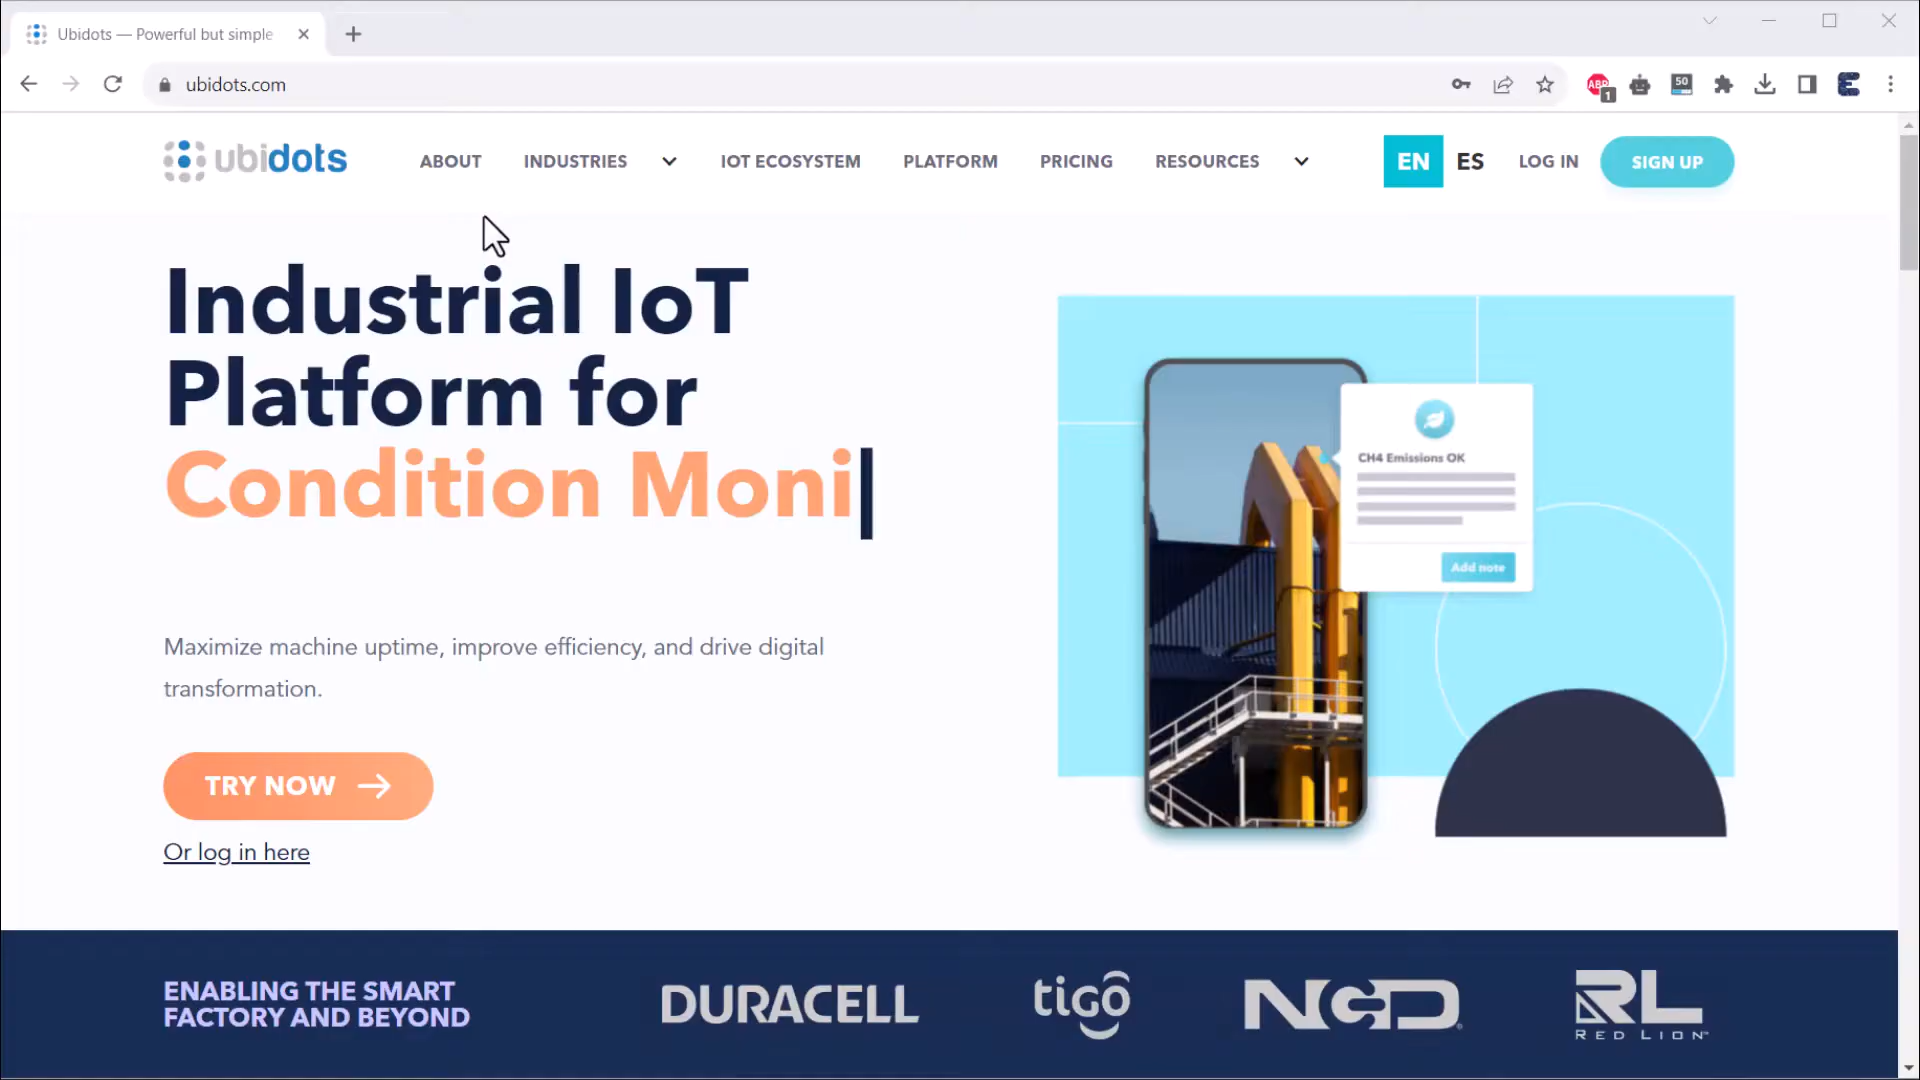 Ubidots — Powerful but simple
ubidots.com
ABP
1
50
ubidots
ABOUT
INDUSTRIES
IOT ECOSYSTEM
PLATFORM
PRICING
RESOURCES
EN
ES
LOG IN
SIGN UP
Industrial IoT
Platform for
Condition Moni
CH4 Emissions OK
Add note
Maximize machine uptime, improve efficiency, and drive digital
transformation.
TRY NOW
Or log in here
ENABLING THE SMART
FACTORY AND BEYOND
DURACELL
tigo
NCD
RL
RED LION